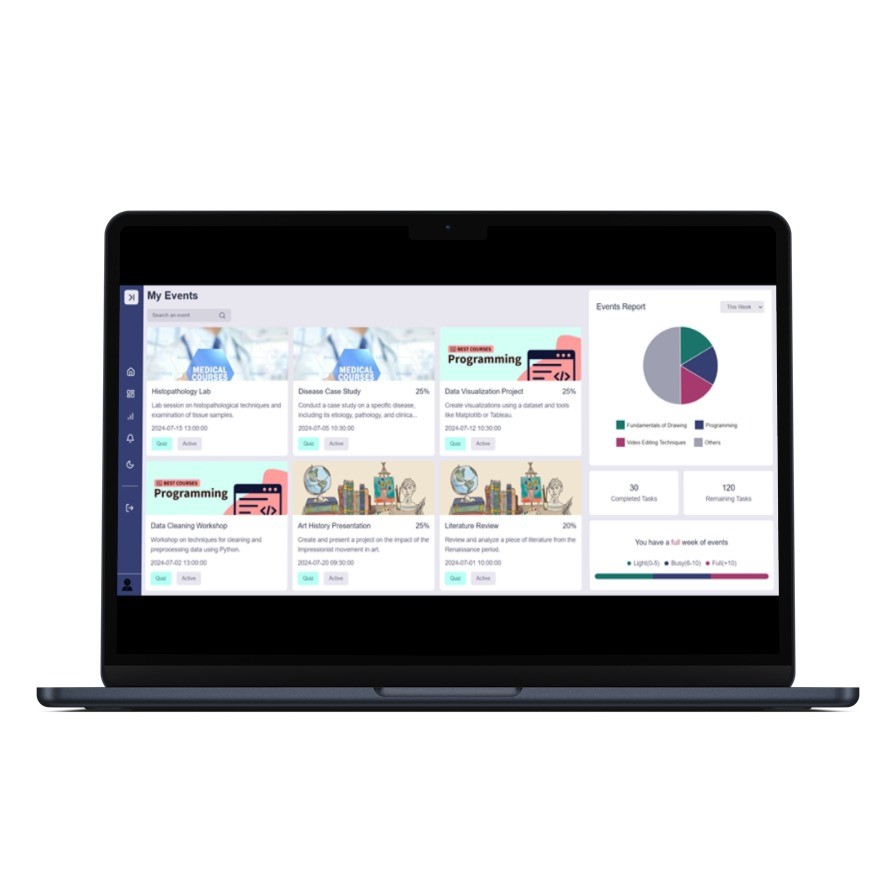 My Events
Search an event
MEDICAL
COURSES
Histopathology Lab
Lab session on histopathological techniques and
examination of tissue samples.
2024-07-15 13:00:00
Quiz Active
MEDICAL
COURSES
Disease Case Study 25%
Conduct a case study on a specific disease,
including its etiology, pathology, and clinica...
2024-07-05 10:30:00
Quiz Active
BEST COURSES
Programming
Data Visualization Project 25%
Create visualizations using a dataset and tools
like Matplotlib or Tableau.
2024-07-12 10:30:00
Quiz Active
BEST COURSES
Programming
Data Cleaning Workshop
Workshop on techniques for cleaning and
preprocessing data using Python.
2024-07-02 13:00:00
Quiz Active
Art History Presentation 25%
Create and present a project on the impact of the
Impressionist movement in art.
2024-07-20 09:30:00
Quiz Active
Literature Review 20%
Review and analyze a piece of literature from the
Renaissance period.
2024-07-01 10:00:00
Quiz Active
Events Report
This Week
Fundamentals of Drawing Programming
Video Editing Techniques Others
30
Completed Tasks
120
Remaining Tasks
You have a full week of events
Light(0-5) Busy(6-10) Full(+10)